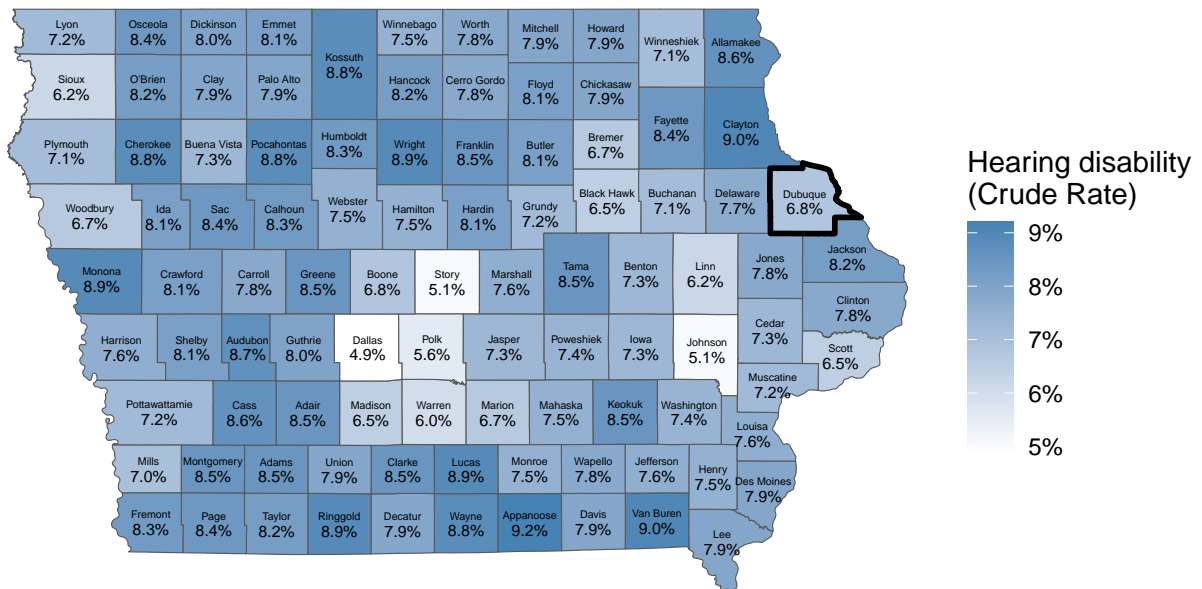 Lyon
7.2%
Osceola
8.4%
Dickinson
8.0%
Emmet
8.1%
Kossuth
8.8%
Winnebago
7.5%
Worth
7.8%
Mitchell
7.9%
Howard
7.9%
Winneshiek
7.1%
Allamakee
8.6%
Sioux
6.2%
O'Brien
8.2%
Clay
7.9%
Palo Alto
7.9%
Hancock
8.2%
Cerro Gordo
7.8%
Floyd
8.1%
Chickasaw
7.9%
Fayette
8.4%
Clayton
9.0%
Plymouth
7.1%
Cherokee
8.8%
Buena Vista
7.3%
Pocahontas
8.8%
Humboldt
8.3%
Wright
8.9%
Franklin
8.5%
Butler
8.1%
Bremer
6.7%
Woodbury
6.7%
Ida
8.1%
Sac
8.4%
Calhoun
8.3%
Webster
7.5%
Hamilton
7.5%
Hardin
8.1%
Grundy
7.2%
Black Hawk
6.5%
Buchanan
7.1%
Delaware
7.7%
Dubuque
6.8%
Monona
8.9%
Crawford
8.1%
Carroll
7.8%
Greene
8.5%
Boone
6.8%
Story
5.1%
Marshall
7.6%
Tama
8.5%
Benton
7.3%
Linn
6.2%
Jones
7.8%
Jackson
8.2%
Clinton
7.8%
Harrison
7.6%
Shelby
8.1%
Audubon
8.7%
Guthrie
8.0%
Dallas
4.9%
Polk
5.6%
Jasper
7.3%
Poweshiek
7.4%
Iowa
7.3%
Johnson
5.1%
Cedar
7.3%
Scott
6.5%
Muscatine
7.2%
Pottawattamie
7.2%
Cass
8.6%
Adair
8.5%
Madison
6.5%
Warren
6.0%
Marion
6.7%
Mahaska
7.5%
Keokuk
8.5%
Washington
7.4%
Louisa
7.6%
Mills
7.0%
Montgomery
8.5%
Adams
8.5%
Union
7.9%
Clarke
8.5%
Lucas
8.9%
Monroe
7.5%
Wapello
7.8%
Jefferson
7.6%
Henry
7.5%
Des Moines
7.9%
Fremont
8.3%
Page
8.4%
Taylor
8.2%
Ringgold
8.9%
Decatur
7.9%
Wayne
8.8%
Appanoose
9.2%
Davis
7.9%
Van Buren
9.0%
Lee
7.9%
Hearing disability
(Crude Rate)
9%
8%
7%
6%
5%